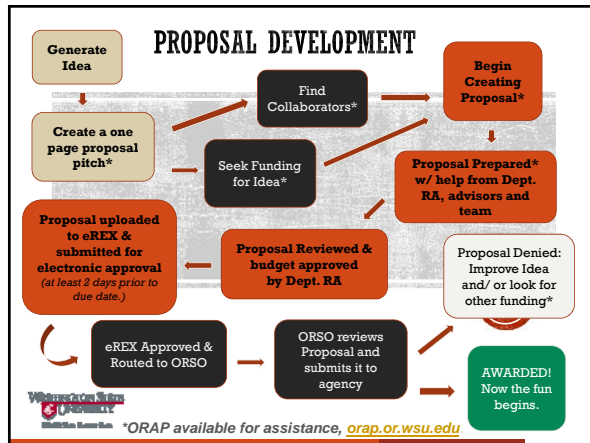 PROPOSAL DEVELOPMENT
Generate
Idea
Create a one
page proposal
pitch*
Find
Collaborators*
Seek Funding
for Idea*
Begin
Creating
Proposal*
Proposal Prepared*
w/ help from Dept.
RA, advisors and
team
Proposal Reviewed &
budget approved
by Dept. RA
Proposal uploaded
to eREX &
submitted for
electronic approval
(at least 2 days prior to
due date.)
eREX Approved &
Routed to ORSO
ORSO reviews
Proposal and
submits it to
agency
Proposal Denied:
Improve Idea
and/ or look for
other funding*
AWARDED!
Now the fun
begins.
WASHINGTON STATE
UNIVERSITY
*ORAP available for assistance, orap.or.wsu.edu